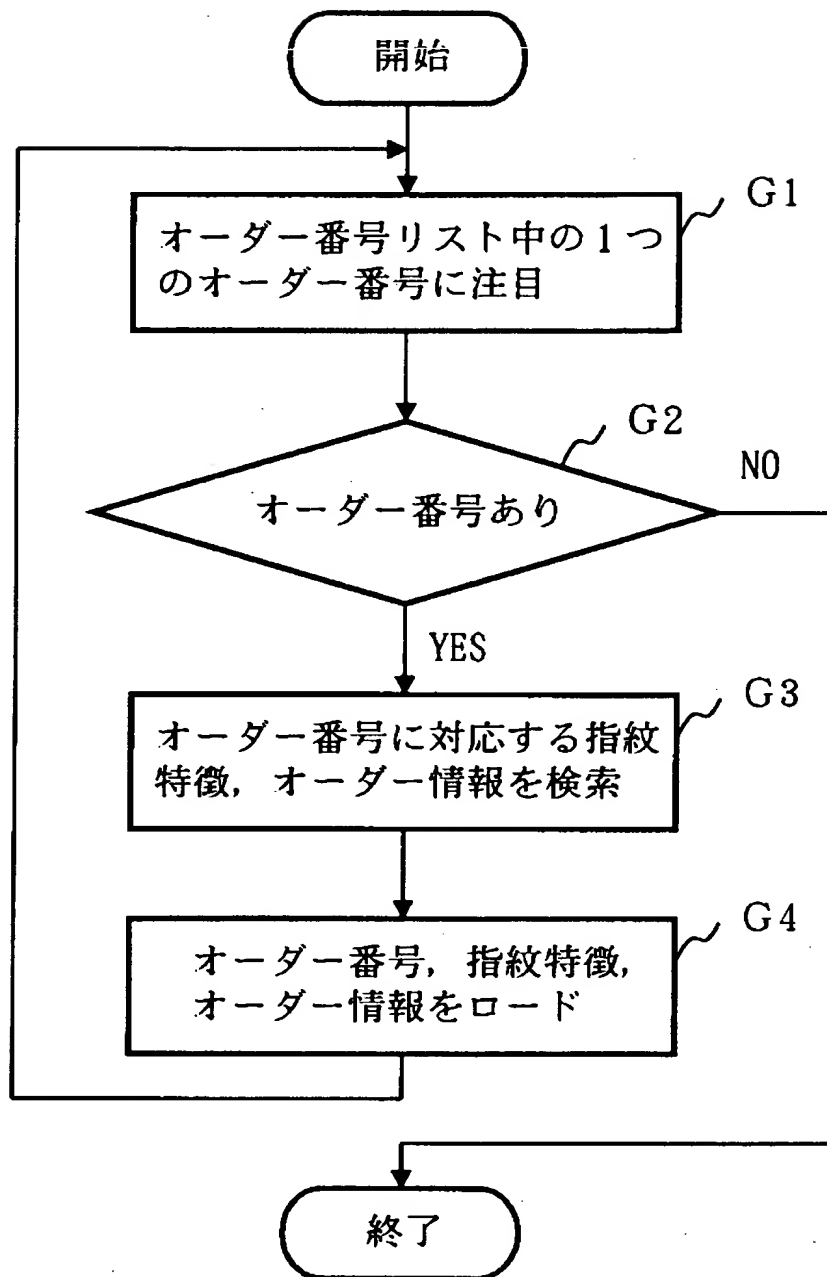 開始
G1
オーダー番号リスト中の1つ
のオーダー番号に注目
G2
NO
オーダー番号あり
YES
G3
オーダー番号に対応する指紋
特徴，オーダー情報を検索
G4
オーダー番号，指紋特徴，
オーダー情報をロード
終了